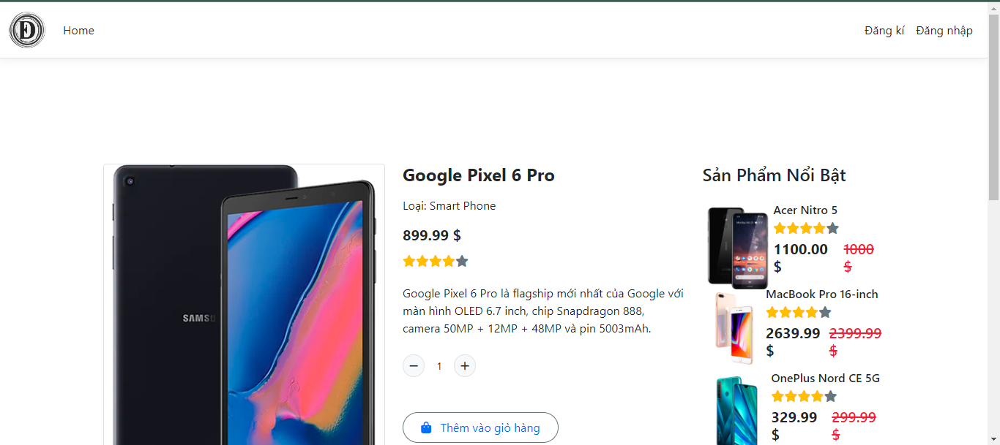 Home
Đăng kí Đăng nhập
SAMSU
Google Pixel 6 Pro
Loại: Smart Phone
899.99 $
Google Pixel 6 Pro là flagship mới nhất của Google với
màn hình OLED 6.7 inch, chip Snapdragon 888,
camera 50MP + 12MP + 48MP và pin 5003mAh.
− 1 +
Thêm vào giỏ hàng
Sản Phẩm Nổi Bật
Acer Nitro 5
1100.00 1000
$ $
MacBook Pro 16-inch
2639.99 2399.99
$ $
OnePlus Nord CE 5G
329.99 299.99
$ $